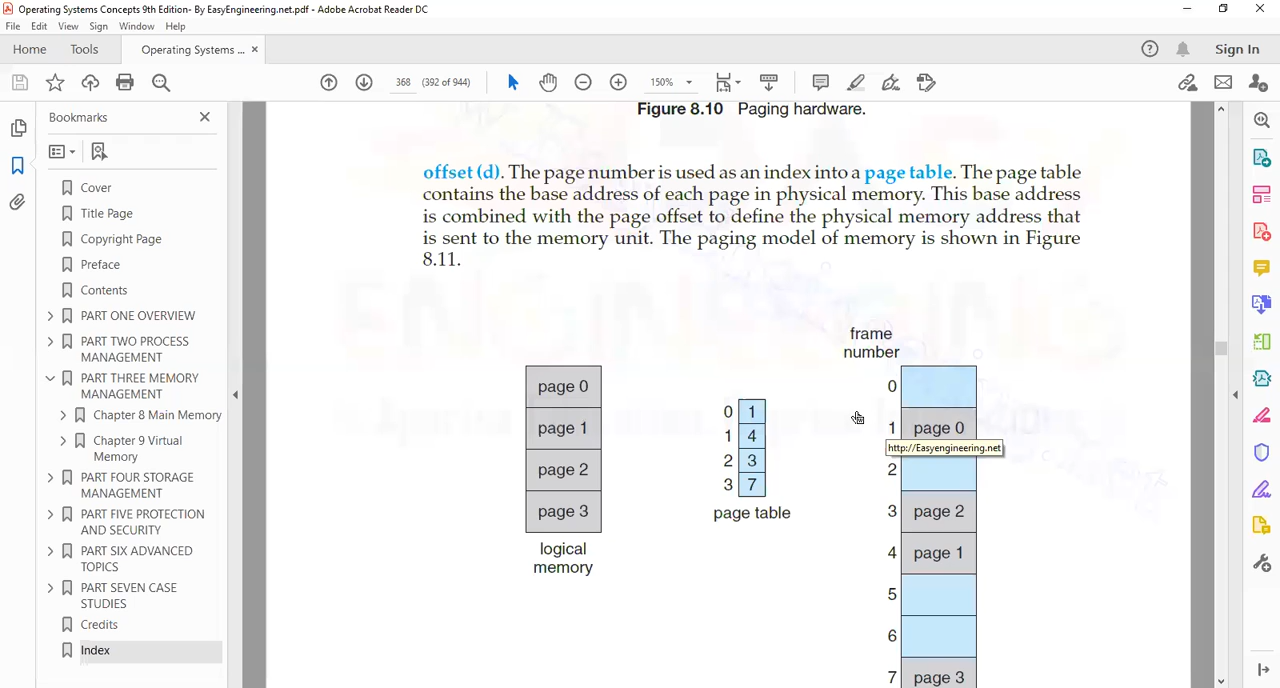 Operating Systems Concepts 9th Edition- By EasyEngineering.net.pdf - Adobe Acrobat Reader DC
File Edit View Sign Window Help
Home Tools Operating Systems ... × Sign In
368 (392 of 944) 150%
Bookmarks
Cover
Title Page
Copyright Page
Preface
Contents
PART ONE OVERVIEW
PART TWO PROCESS
MANAGEMENT
PART THREE MEMORY
MANAGEMENT
Chapter 8 Main Memory
Chapter 9 Virtual
Memory
PART FOUR STORAGE
MANAGEMENT
PART FIVE PROTECTION
AND SECURITY
PART SIX ADVANCED
TOPICS
PART SEVEN CASE
STUDIES
Credits
Index
Figure 8.10 Paging hardware.
offset (d). The page number is used as an index into a page table. The page table
contains the base address of each page in physical memory. This base address
is combined with the page offset to define the physical memory address that
is sent to the memory unit. The paging model of memory is shown in Figure
8.11.
page 0
page 1
page 2
page 3
logical
memory
0 1
1 4
2 3
3 7
page table
frame
number
0
1 page 0
http://Easyengineering.net
2
3 page 2
4 page 1
5
6
7 page 3